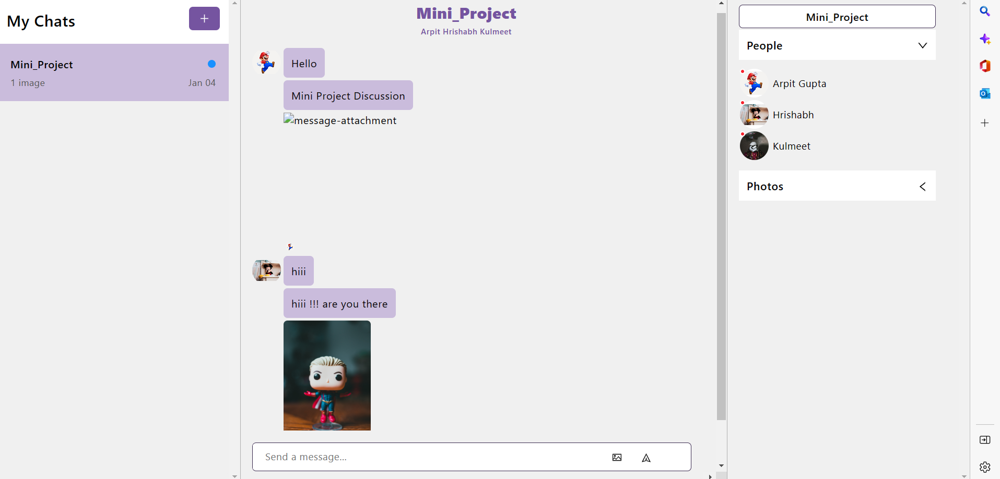 My Chats
+
Mini_Project
1 image
Jan 04
Mini_Project
Arpit Hrishabh Kulmeet
Hello
Mini Project Discussion
message-attachment
hiii
hiii !!! are you there
Send a message...
Mini_Project
People
Arpit Gupta
Hrishabh
Kulmeet
Photos